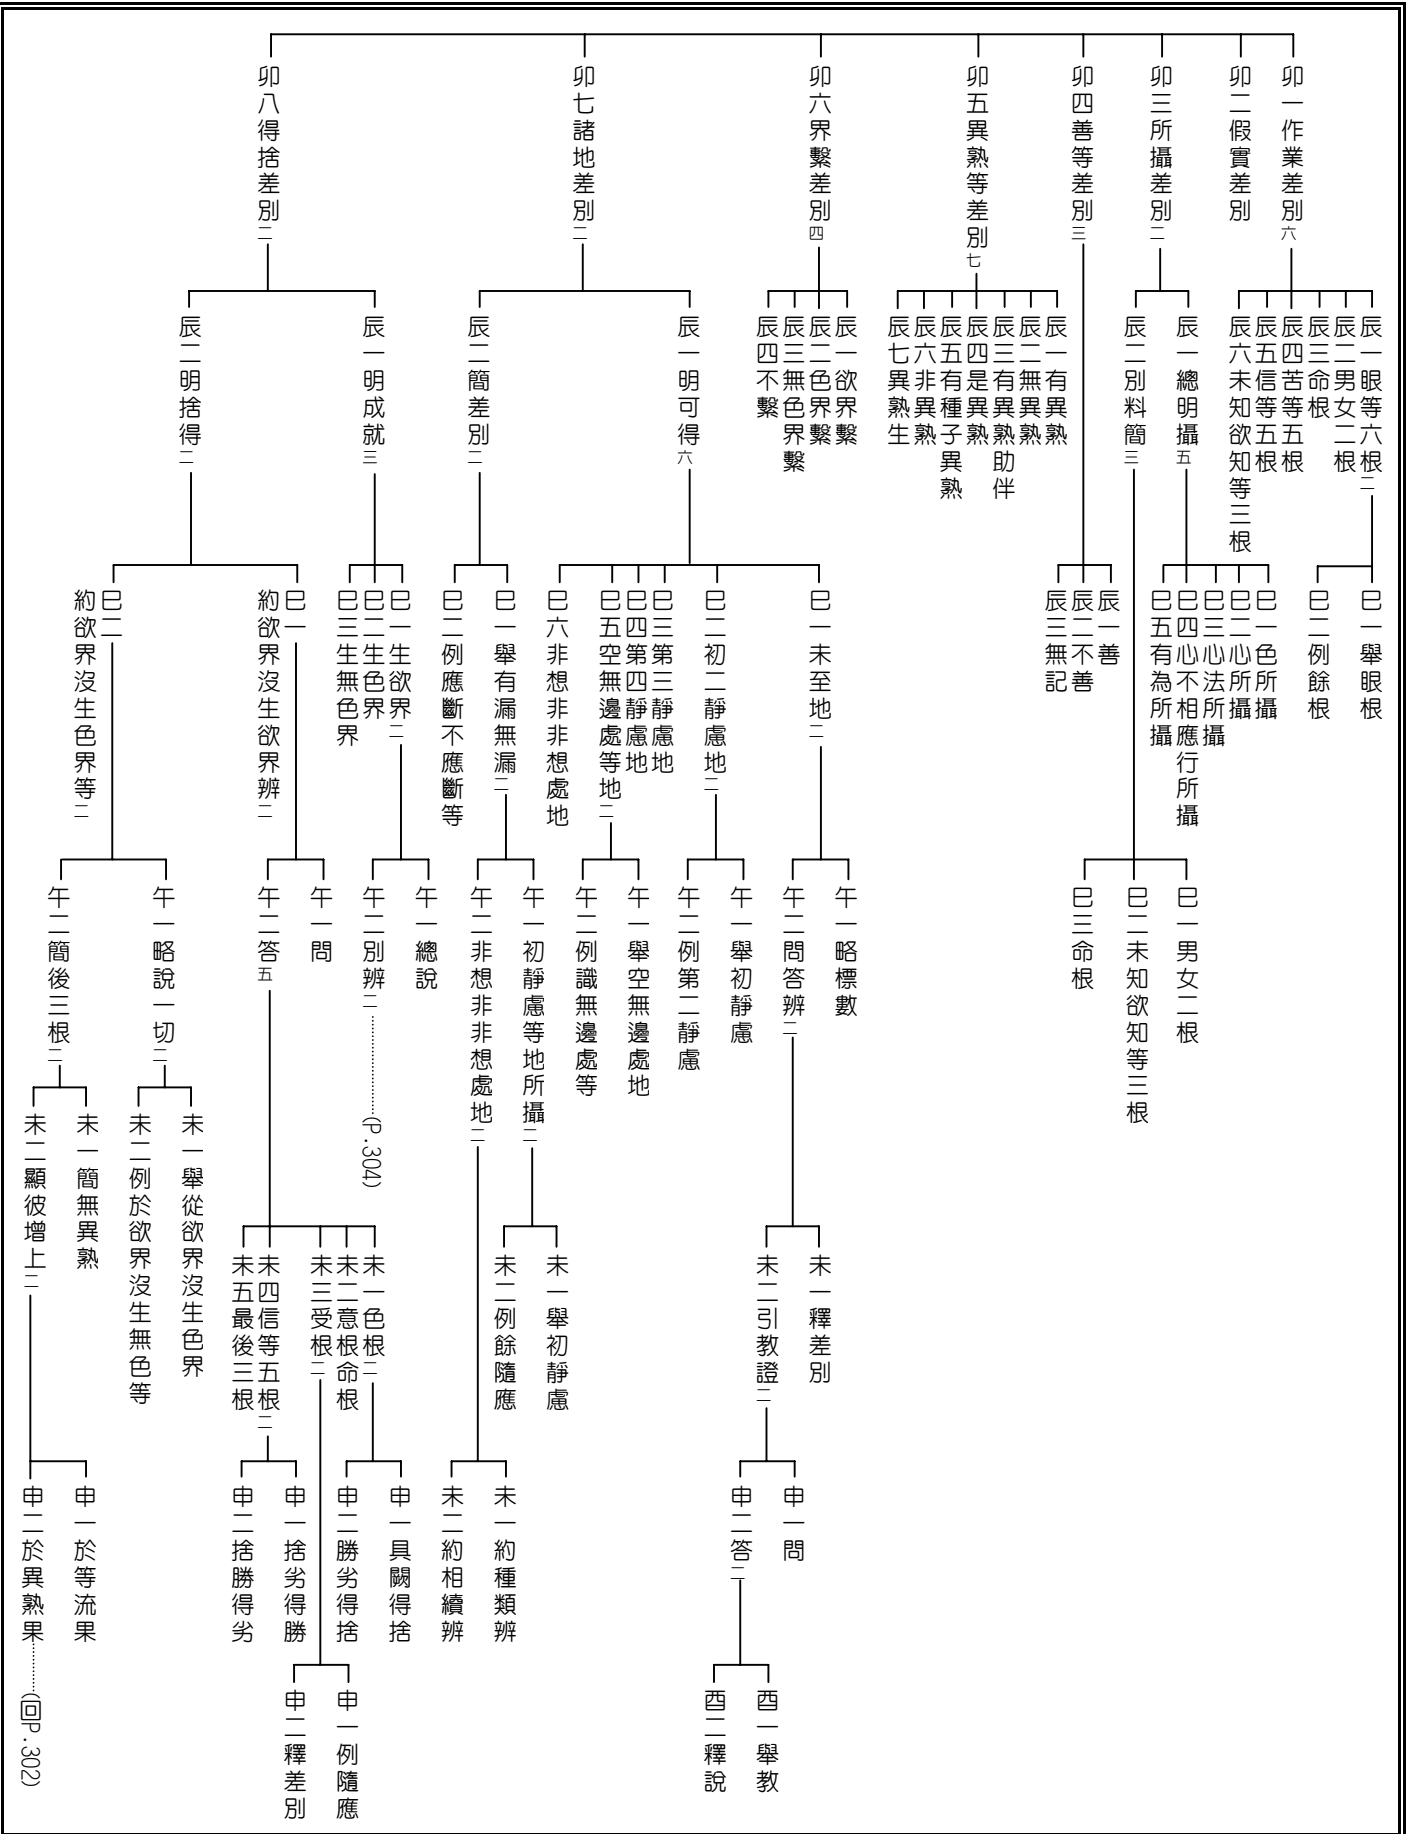 卯一作業差別 六
辰一眼等六根 二
巳一舉眼根
巳二例餘根
辰二男女二根
辰三命根
辰四苦等五根
辰五信等五根
辰六未知欲知等三根
卯二假實差別
卯三所攝差別 二
辰一總明攝 五
巳一色所攝
巳二心所攝
巳三心法所攝
巳四心不相應行所攝
巳五有為所攝
辰二別料簡 三
巳一男女二根
巳二未知欲知等三根
巳三命根
卯四善等差別 三
辰一善
辰二不善
辰三無記
卯五異熟等差別 七
辰一有異熟
辰二無異熟
辰三有異熟助伴
辰四是異熟
辰五有種子異熟
辰六非異熟
辰七異熟生
卯六界繫差別 四
辰一欲界繫
辰二色界繫
辰三無色界繫
辰四不繫
卯七諸地差別 二
辰一明可得 六
巳一未至地 二
午一略標數
午二問答辨 二
未一釋差別
未二引教證 二
申一問
申二答 二
酉一舉教
酉二釋說
巳二初二靜慮地 二
午一舉初靜慮
午二例第二靜慮
巳三第三靜慮地
巳四第四靜慮地
巳五空無邊處等地 二
午一舉空無邊處地
午二例識無邊處等
巳六非想非非想處地
辰二簡差別 二
巳一舉有漏無漏 二
午一初靜慮等地所攝 二
未一舉初靜慮
未二例餘隨應
午二非想非非想處地 二
未一約種類辨
未二約相續辨
巳二例應斷不應斷等
卯八得捨差別 二
辰一明成就 三
巳一生欲界 二
午一總說
午二別辨 二 …………(P.304)
巳二生色界
巳三生無色界
辰二明捨得 二
巳一
約欲界沒生欲界辨 二
午一問
午二答 五
未一色根 二
申一具闕得捨
申二勝劣得捨
未二意根命根
未三受根 二
申一例隨應
申二釋差別
未四信等五根 二
申一捨劣得勝
申二捨勝得劣
未五最後三根
巳二
約欲界沒生色界等 二
午一略說一切 二
未一舉從欲界沒生色界
未二例於欲界沒生無色等
午二簡後三根 二
未一簡無異熟
未二顯彼增上 二
申一於等流果
申二於異熟果………(回P.302)